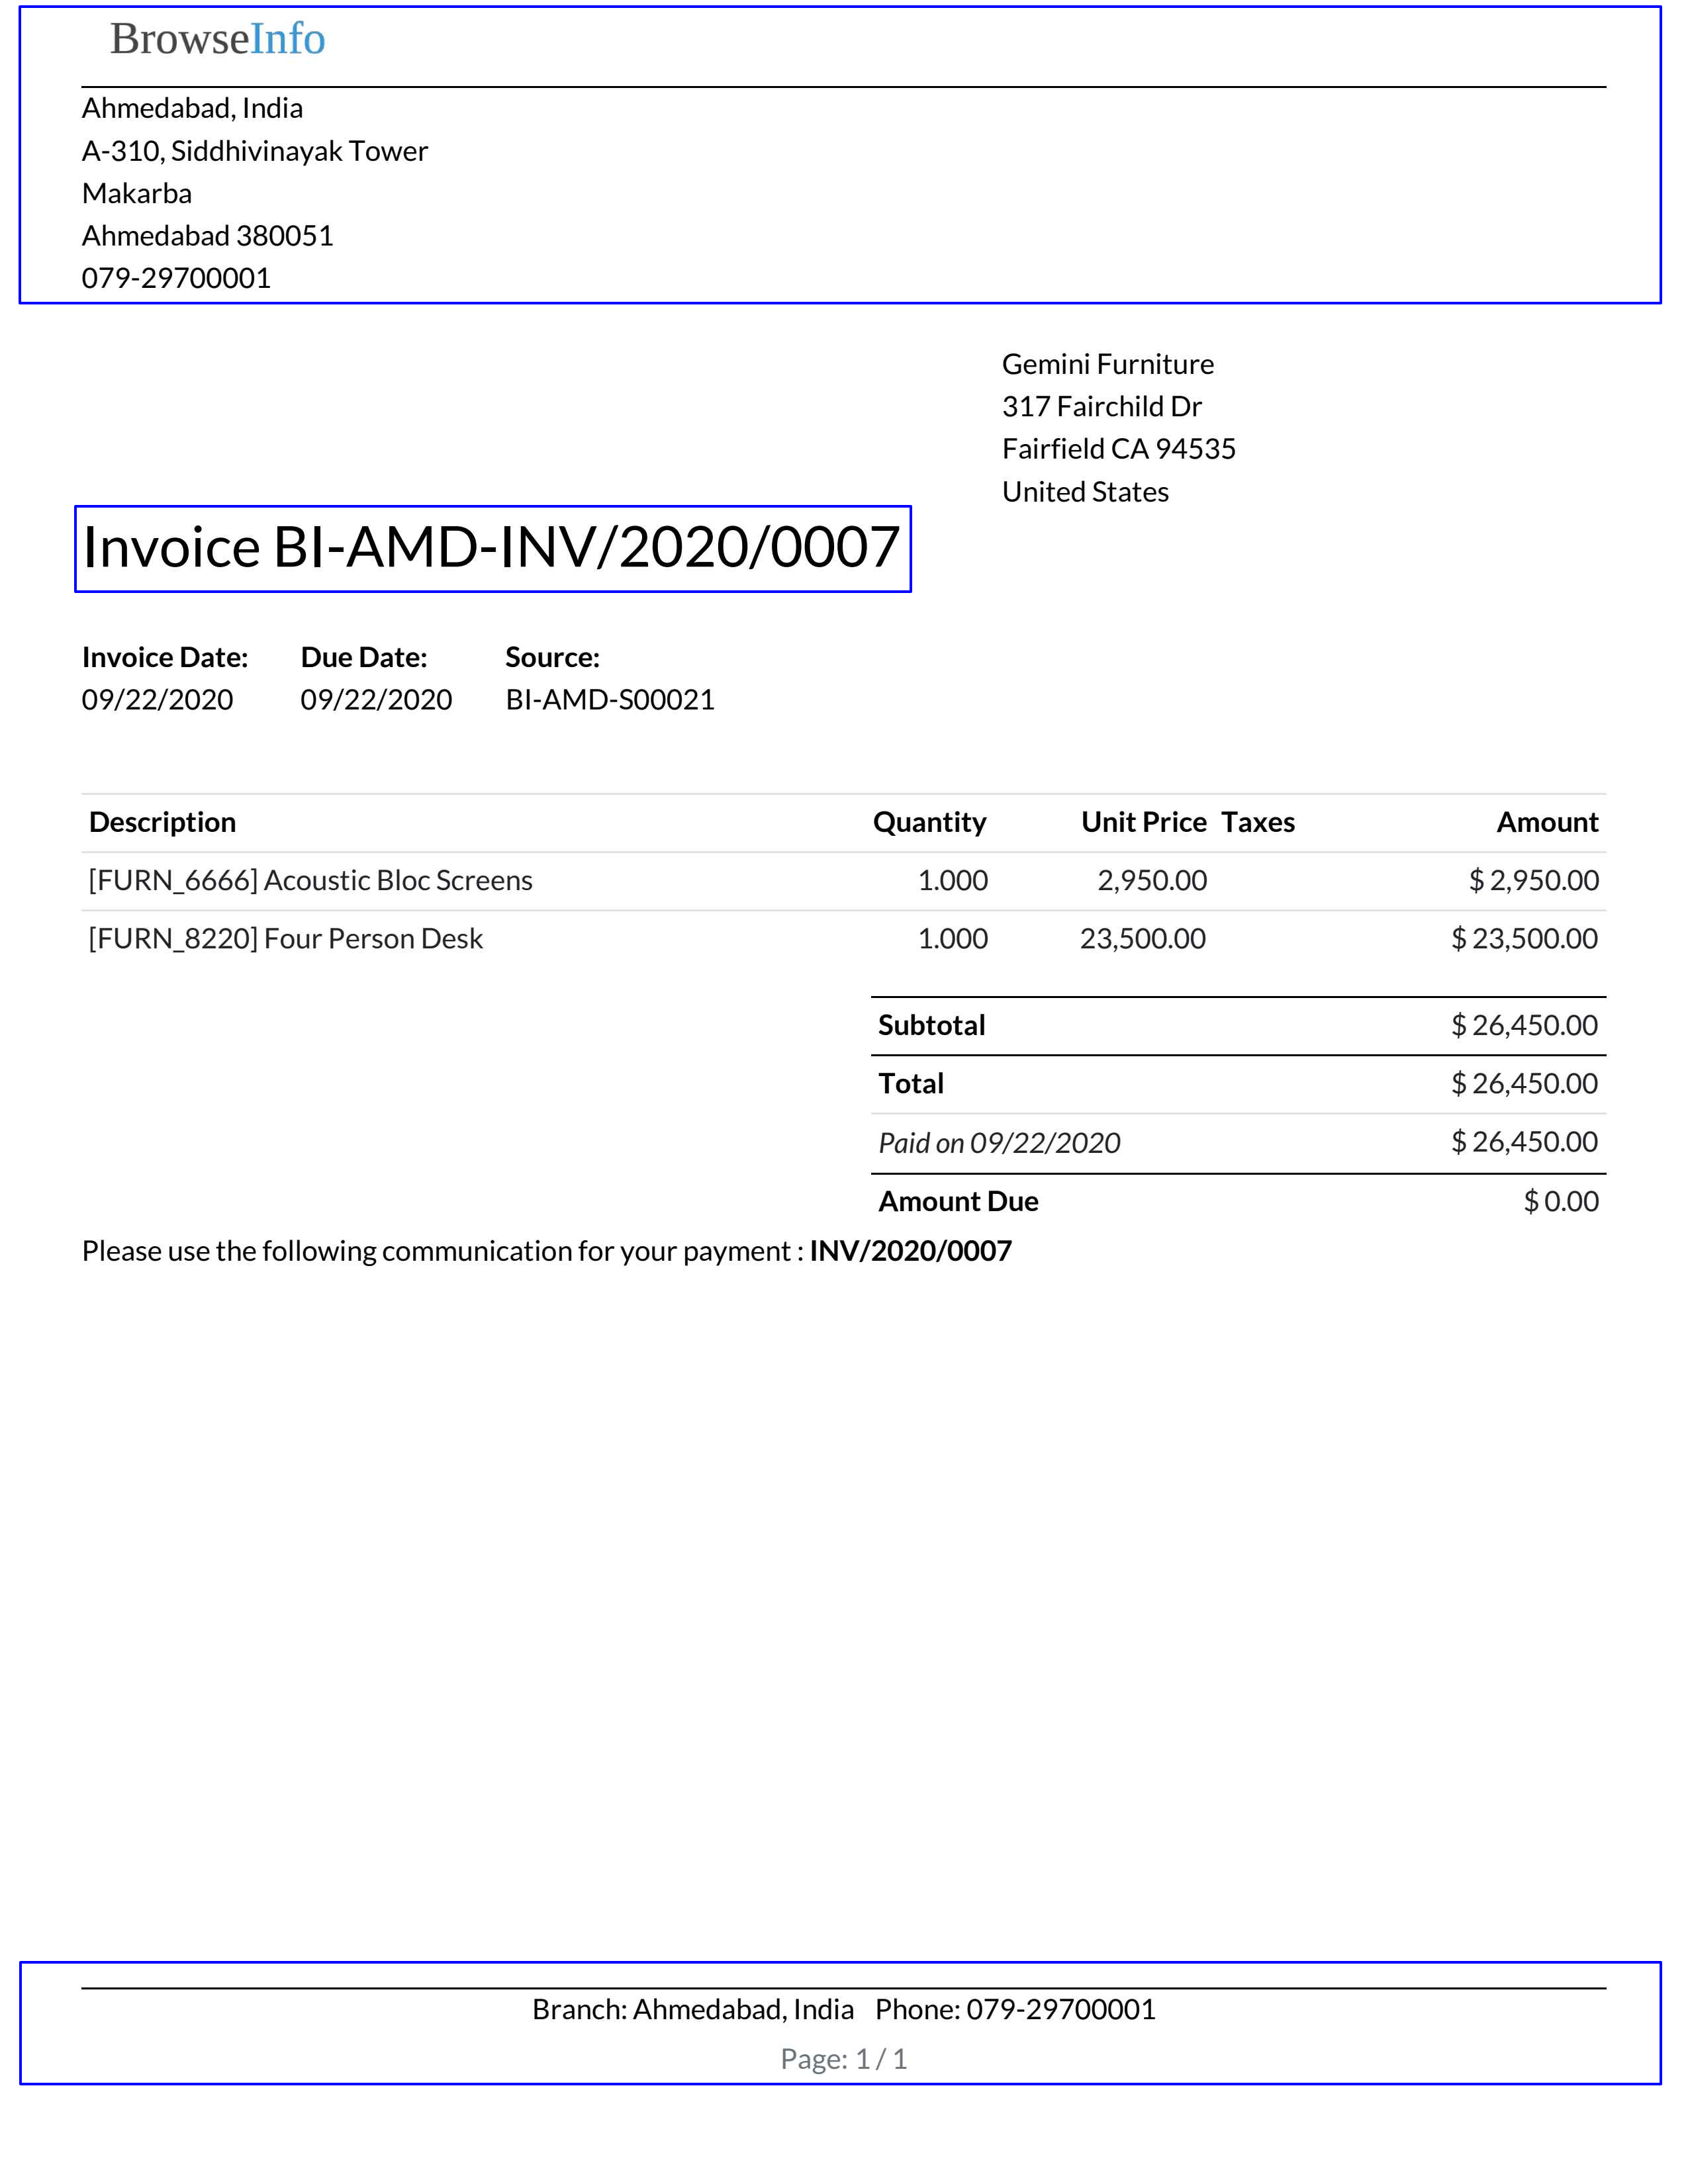 BrowseInfo
Ahmedabad, India
A-310, Siddhivinayak Tower
Makarba
Ahmedabad 380051
079-29700001
Gemini Furniture
317 Fairchild Dr
Fairfield CA 94535
United States
Invoice BI-AMD-INV/2020/0007
Invoice Date: Due Date: Source:
09/22/2020 09/22/2020 BI-AMD-S00021
Description Quantity Unit Price Taxes Amount
[FURN_6666] Acoustic Bloc Screens 1.000 2,950.00 $ 2,950.00
[FURN_8220] Four Person Desk 1.000 23,500.00 $ 23,500.00
Subtotal $ 26,450.00
Total $ 26,450.00
Paid on 09/22/2020 $ 26,450.00
Amount Due $ 0.00
Please use the following communication for your payment : INV/2020/0007
Branch: Ahmedabad, India Phone: 079-29700001
Page: 1 / 1